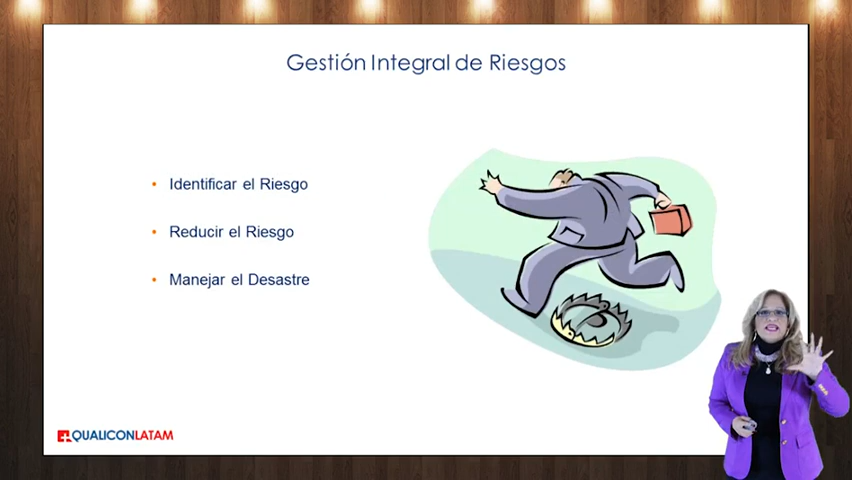 Gestión Integral de Riesgos
• Identificar el Riesgo
• Reducir el Riesgo
• Manejar el Desastre
QUALICONLATAM